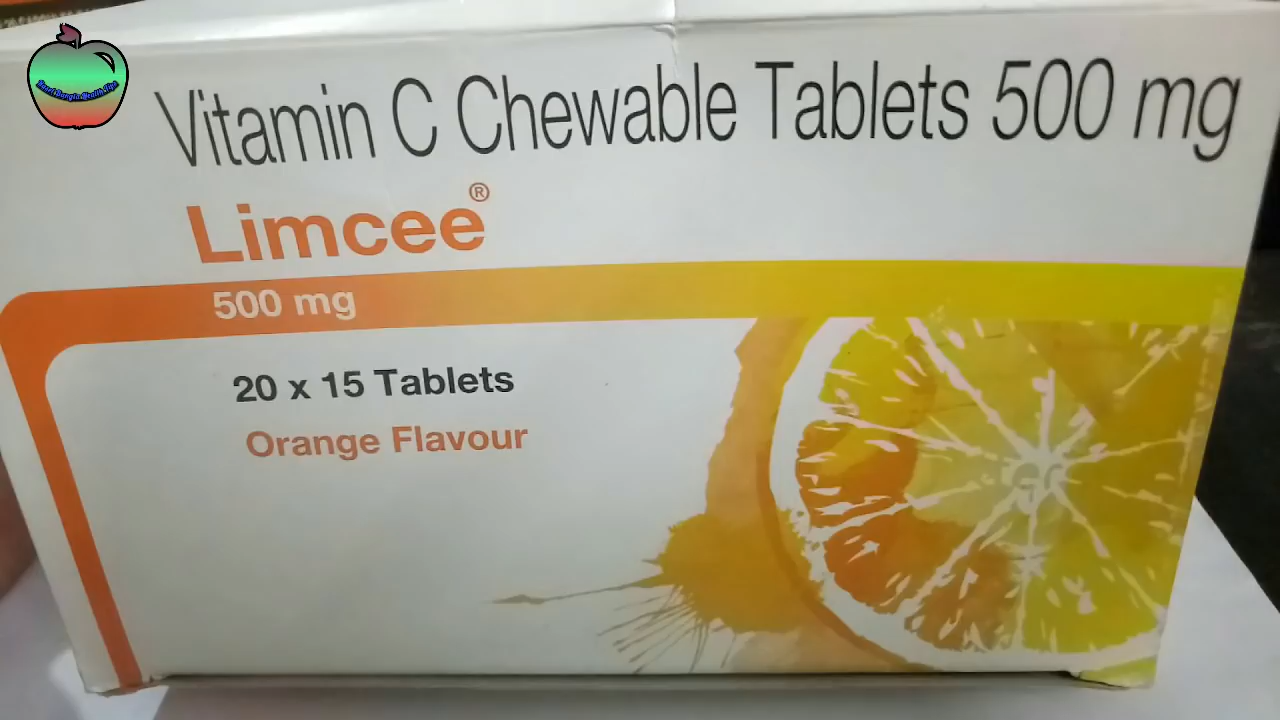 Vitamin C Chewable Tablets 500 mg
Limcee®
500 mg
20 x 15 Tablets
Orange Flavour